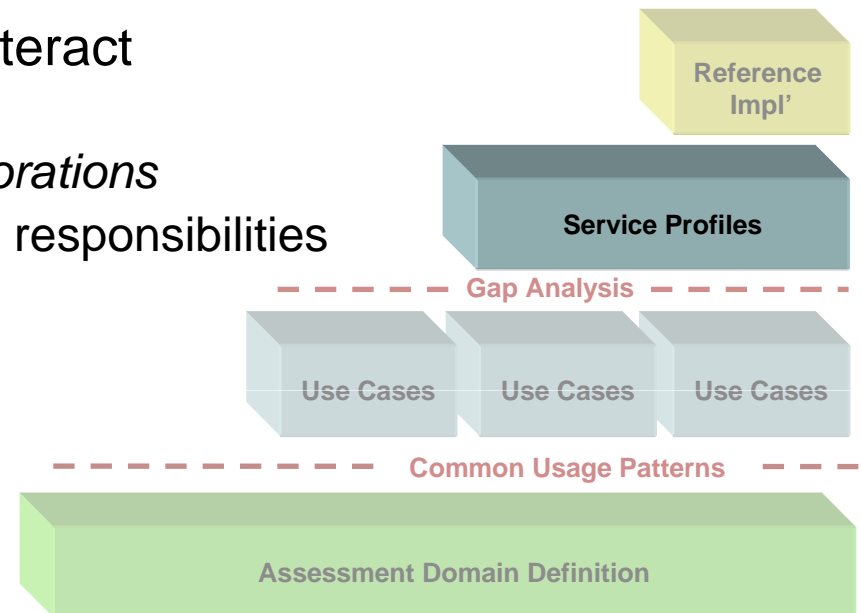 teract
orations
responsibilities
Reference
Impl’
Service Profiles
Gap Analysis
Use Cases Use Cases Use Cases
Common Usage Patterns
Assessment Domain Definition